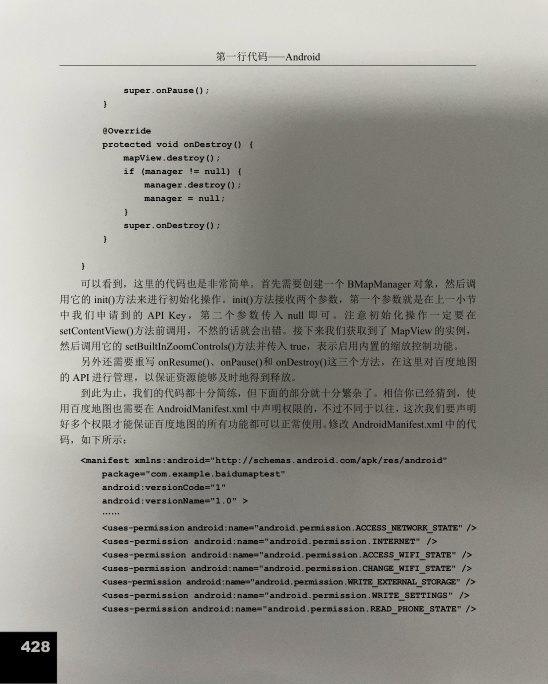 第一行代码——Android
super.onPause();
}
@Override
protected void onDestroy() {
mapView.destroy();
if (manager != null) {
manager.destroy();
manager = null;
}
super.onDestroy();
}
}
可以看到，这里的代码也是非常简单。首先需要创建一个 BMapManager 对象，然后调
用它的 init()方法来进行初始化操作。init()方法接收两个参数，第一个参数就是在上一小节
中我们申请到的 API Key，第二个参数传入 null 即可。注意初始化操作一定要在
setContentView()方法前调用，不然的话就会出错。接下来我们获取到了 MapView 的实例，
然后调用它的 setBuiltInZoomControls()方法并传入 true，表示启用内置的缩放控制功能。
另外还需要重写 onResume()、onPause()和 onDestroy()这三个方法，在这里对百度地图
的 API 进行管理，以保证资源能够及时地得到释放。
到此为止，我们的代码都十分简练，但下面的部分就十分繁杂了。相信你已经猜到，使
用百度地图也需要在 AndroidManifest.xml 中声明权限的，不过不同于以往，这次我们要声明
好多个权限才能保证百度地图的所有功能都可以正常使用。修改 AndroidManifest.xml 中的代
码，如下所示：
<manifest xmlns:android="http://schemas.android.com/apk/res/android"
package="com.example.baidumaptest"
android:versionCode="1"
android:versionName="1.0" >
……
<uses-permission android:name="android.permission.ACCESS_NETWORK_STATE" />
<uses-permission android:name="android.permission.INTERNET" />
<uses-permission android:name="android.permission.ACCESS_WIFI_STATE" />
<uses-permission android:name="android.permission.CHANGE_WIFI_STATE" />
<uses-permission android:name="android.permission.WRITE_EXTERNAL_STORAGE" />
<uses-permission android:name="android.permission.WRITE_SETTINGS" />
<uses-permission android:name="android.permission.READ_PHONE_STATE" />
428